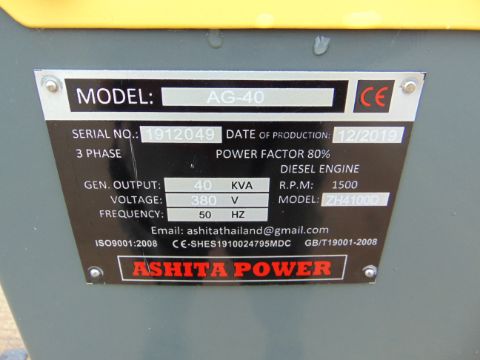 MODEL: AG-40 CE
SERIAL NO.: 1912049 DATE OF PRODUCTION: 12/2019
3 PHASE POWER FACTOR 80%
DIESEL ENGINE
GEN. OUTPUT: 40 KVA R.P.M: 1500
VOLTAGE: 380 V MODEL: ZH4100D
FREQUENCY: 50 HZ
Email: ashitathailand@gmail.com
ISO9001:2008 CE-SHES1910024795MDC GB/T19001-2008
ASHITA POWER